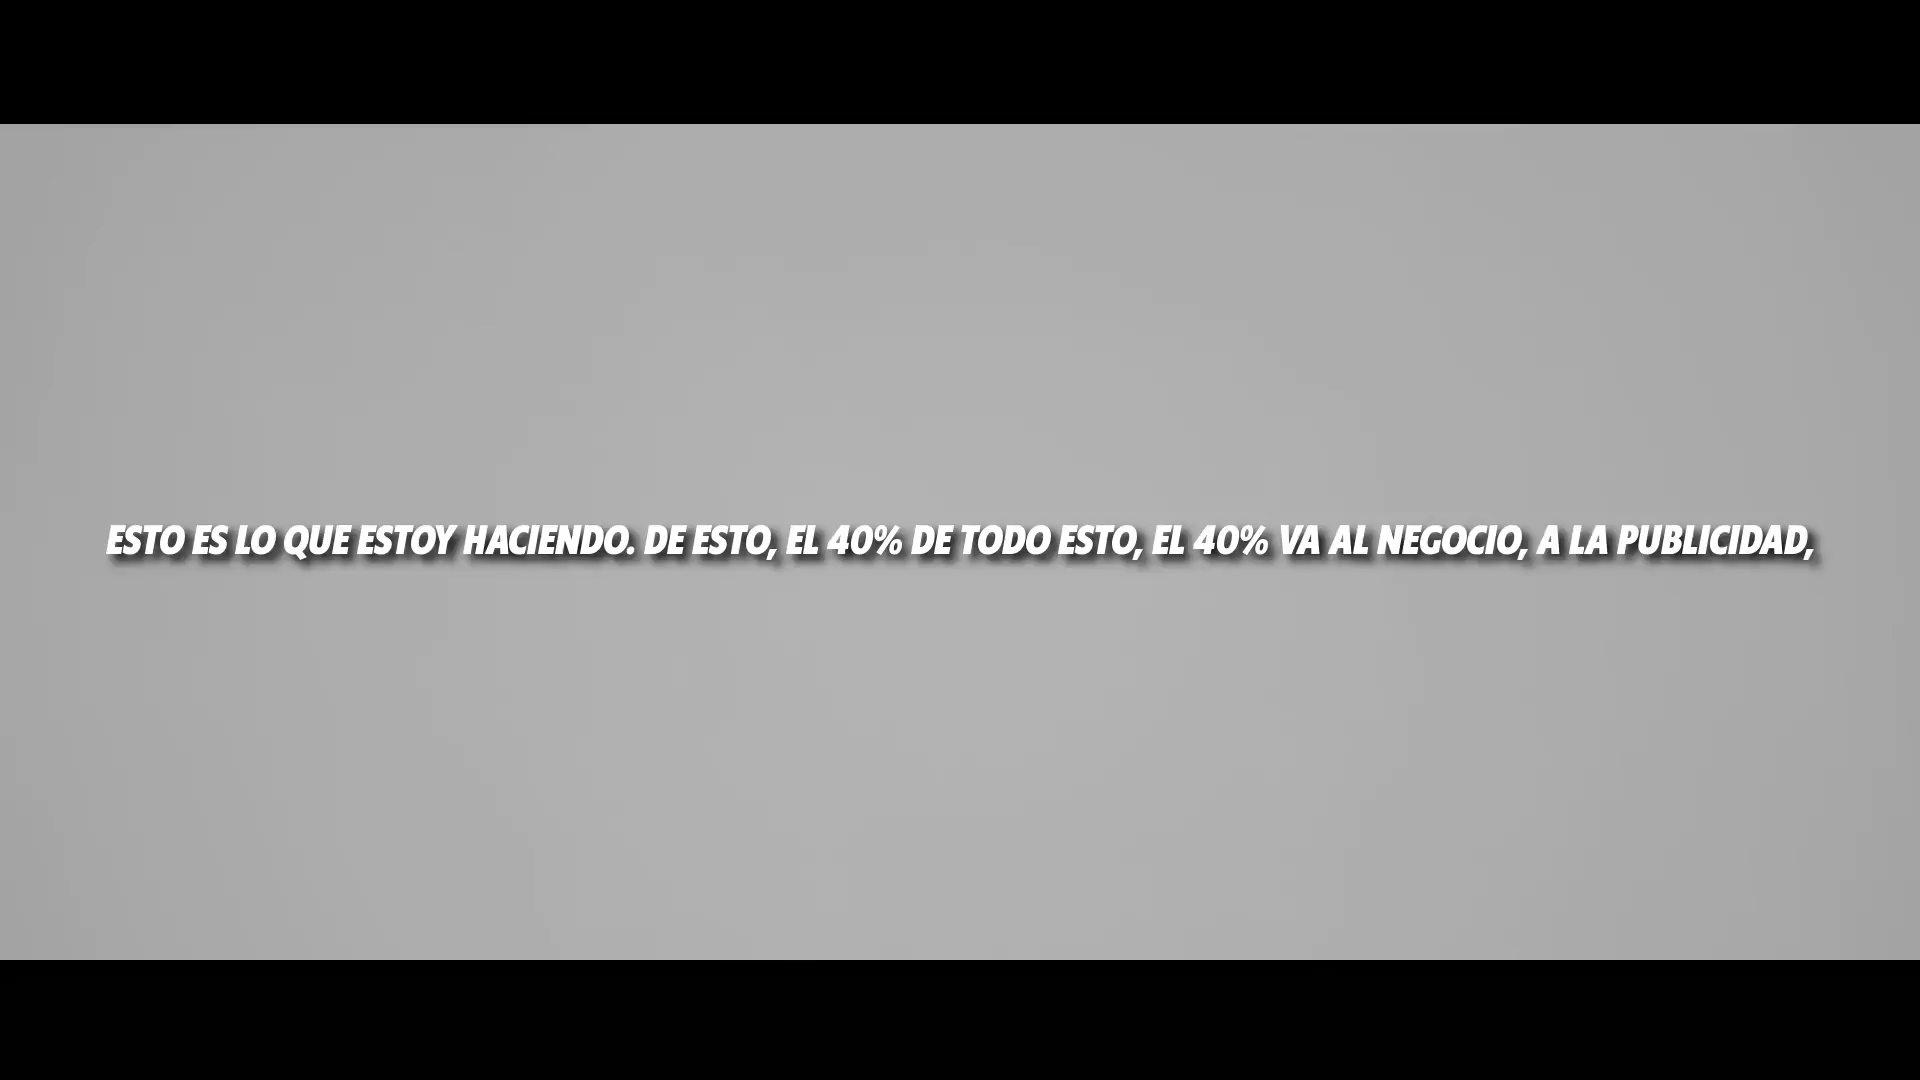 ESTO ES LO QUE ESTOY HACIENDO. DE ESTO, EL 40% DE TODO ESTO, EL 40% VA AL NEGOCIO, A LA PUBLICIDAD,